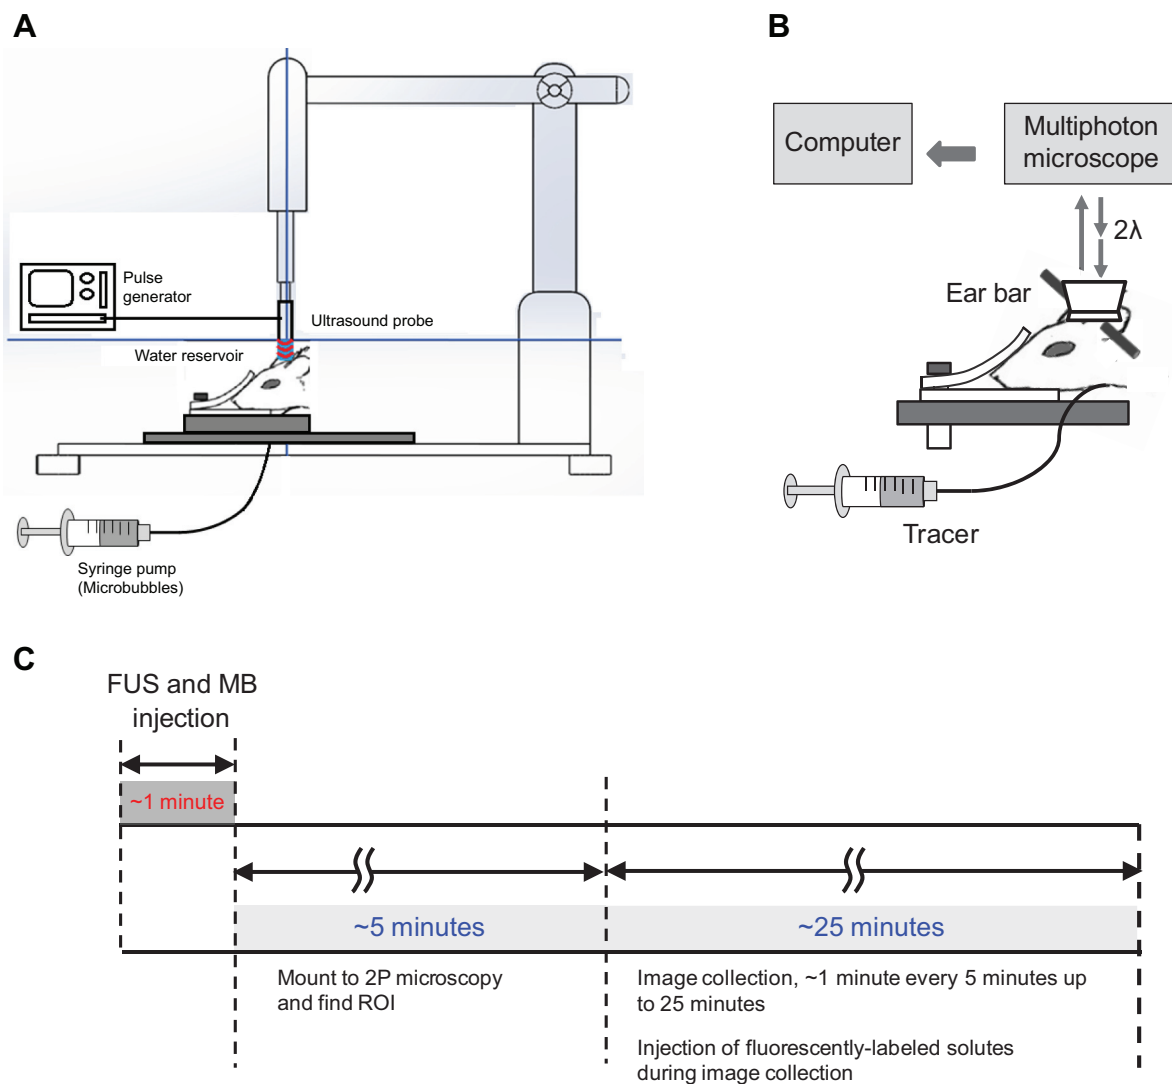 A
Pulse
generator
Ultrasound probe
Water reservoir
Syringe pump
(Microbubbles)
B
Computer
Multiphoton
microscope
2λ
Ear bar
Tracer
C
FUS and MB
injection
~1 minute
~5 minutes
~25 minutes
Mount to 2P microscopy
and find ROI
Image collection, ~1 minute every 5 minutes up
to 25 minutes
Injection of fluorescently-labeled solutes
during image collection